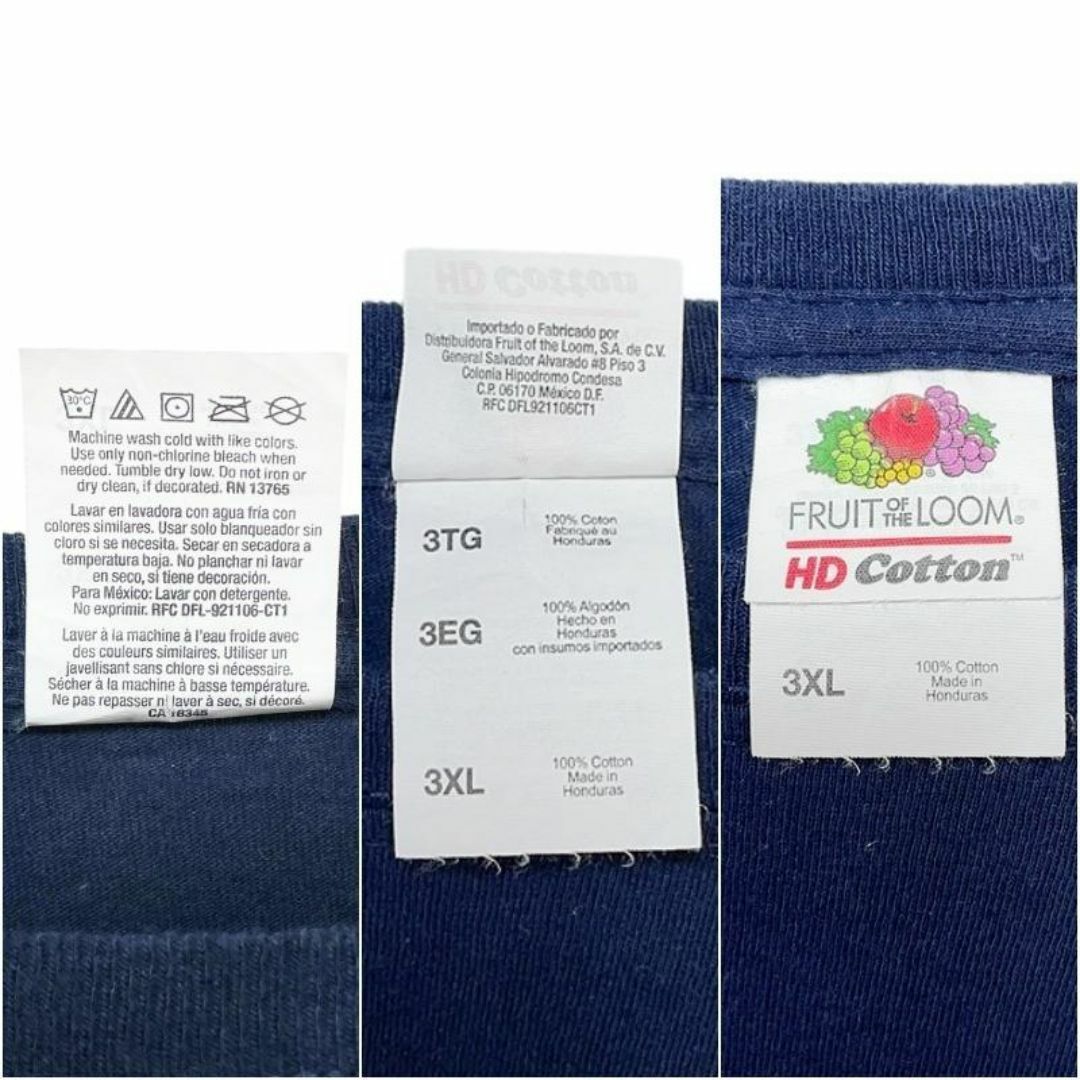 30°C
Machine wash cold with like colors.
Use only non-chlorine bleach when
needed. Tumble dry low. Do not iron or
dry clean, if decorated. RN 13765
Lavar en lavadora con agua fría con
colores similares. Usar solo blanqueador sin
cloro si se necesita. Secar en secadora a
temperatura baja. No planchar ni lavar
en seco, si tiene decoración.
Para México: Lavar con detergente.
No exprimir. RFC DFL-921106-CT1
Laver à la machine à l'eau froide avec
des couleurs similaires. Utiliser un
javellisant sans chlore si nécessaire.
Sécher à la machine à basse température.
Ne pas repasser ni laver à sec, si décoré.
CA 18345
HD Cotton
Importado o Fabricado por
Distribuidora Fruit of the Loom, S.A. de C.V.
General Salvador Alvarado #8 Piso 3
Colonia Hipodromo Condesa
C.P. 06170 México D.F.
RFC DFL921106CT1
3TG
100% Coton
Fabriqué au
Honduras
3EG
100% Algodón
Hecho en
Honduras
con insumos importados
3XL
100% Cotton
Made in
Honduras
FRUIT OF THE LOOM®
HD Cotton™
3XL
100% Cotton
Made in
Honduras